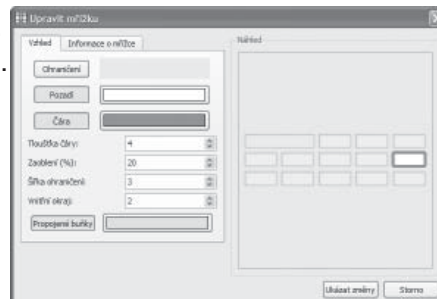 Upravit mřížku
Vzhled Informace o mřížce
Náhled
Ohraničení
Pozadí
Čára
Tloušťka čáry: 4
Zaoblení (%): 20
Šířka ohraničení: 3
Vnitřní okraj: 2
Propojené buňky
Ukázat změny Storno